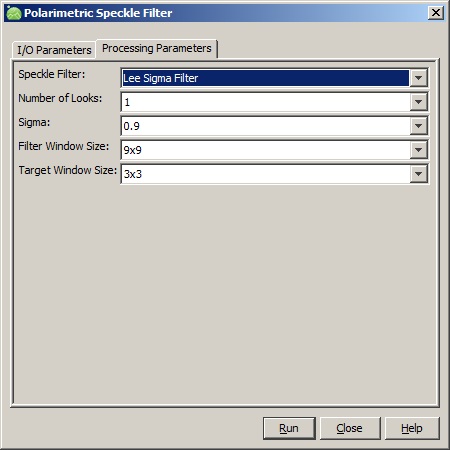 Polarimetric Speckle Filter
I/O Parameters Processing Parameters
Speckle Filter: Lee Sigma Filter
Number of Looks: 1
Sigma: 0.9
Filter Window Size: 9x9
Target Window Size: 3x3
Run Close Help